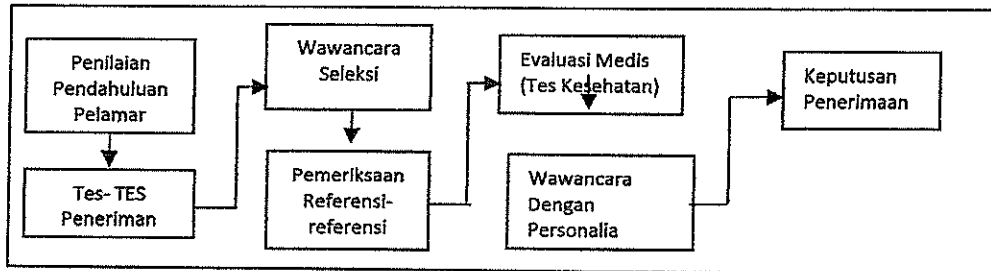 Penilaian
Pendahuluan
Pelamar
Tes- TES
Peneriman
Wawancara
Seleksi
Pemeriksaan
Referensi-
referensi
Evaluasi Medis
(Tes Kesehatan)
Wawancara
Dengan
Personalia
Keputusan
Penerimaan